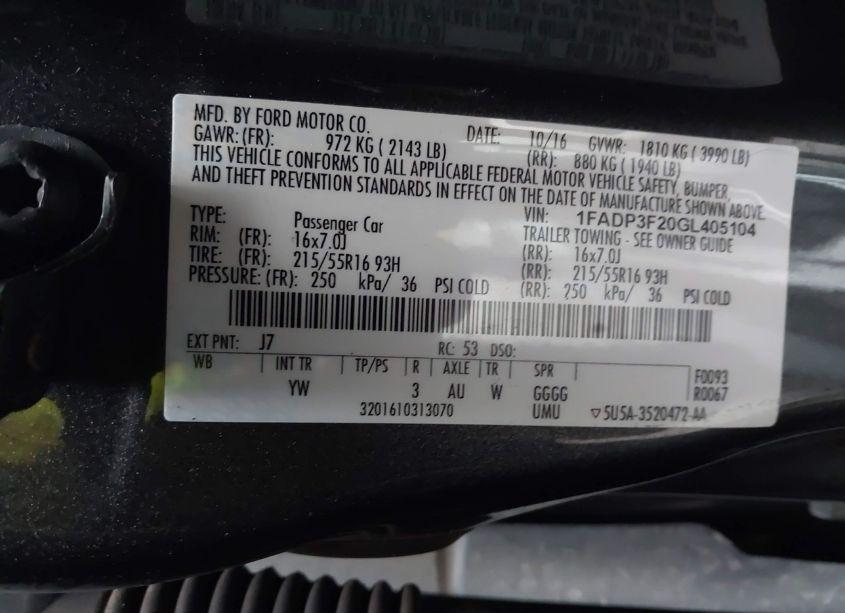 MFD. BY FORD MOTOR CO.
DATE: 10/16 GVWR: 1810 KG ( 3990 LB)
GAWR: (FR): 972 KG ( 2143 LB) (RR): 880 KG ( 1940 LB)
THIS VEHICLE CONFORMS TO ALL APPLICABLE FEDERAL MOTOR VEHICLE SAFETY, BUMPER,
AND THEFT PREVENTION STANDARDS IN EFFECT ON THE DATE OF MANUFACTURE SHOWN ABOVE.
VIN: 1FADP3F20GL405104
TYPE: Passenger Car TRAILER TOWING - SEE OWNER GUIDE
RIM: (FR): 16x7.0J (RR): 16x7.0J
TIRE: (FR): 215/55R16 93H (RR): 215/55R16 93H
PRESSURE: (FR): 250 kPa/ 36 PSI COLD (RR): 250 kPa/ 36 PSI COLD
EXT PNT: J7 RC: 53 DSO:
WB INT TR TP/PS R AXLE TR SPR F0093
YW 3 AU W GGGG R0067
3201610313070 UMU ▽5U5A-3520472-AA